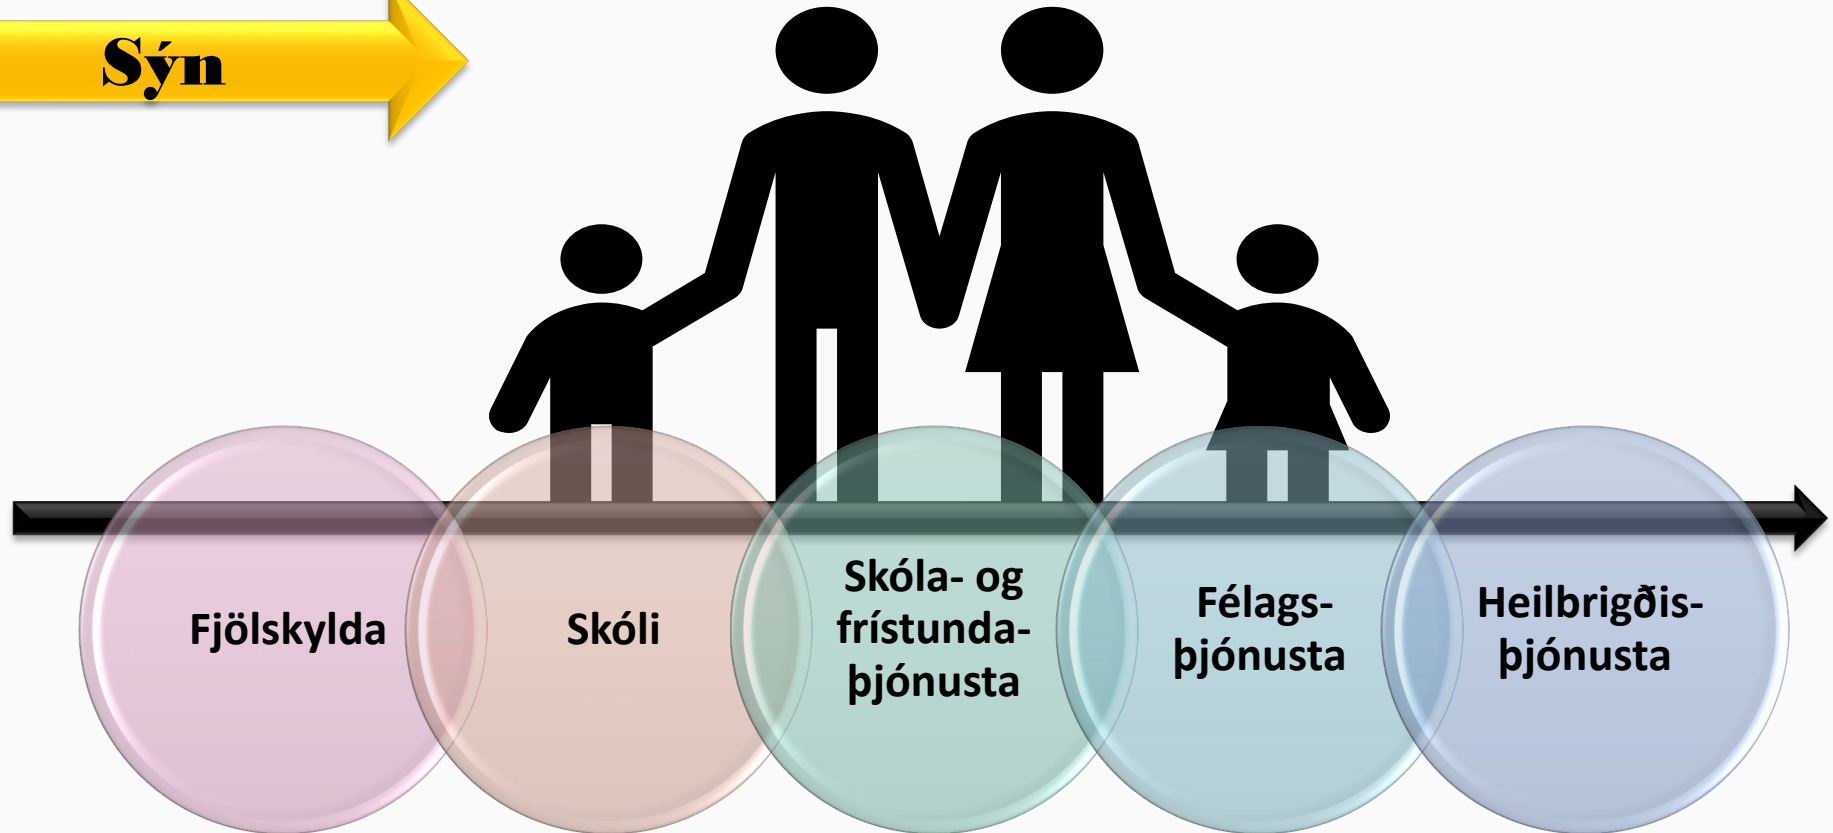 Sýn
Fjölskylda
Skóli
Skóla- og
frístunda-
þjónusta
Félags-
þjónusta
Heilbrigðis-
þjónusta